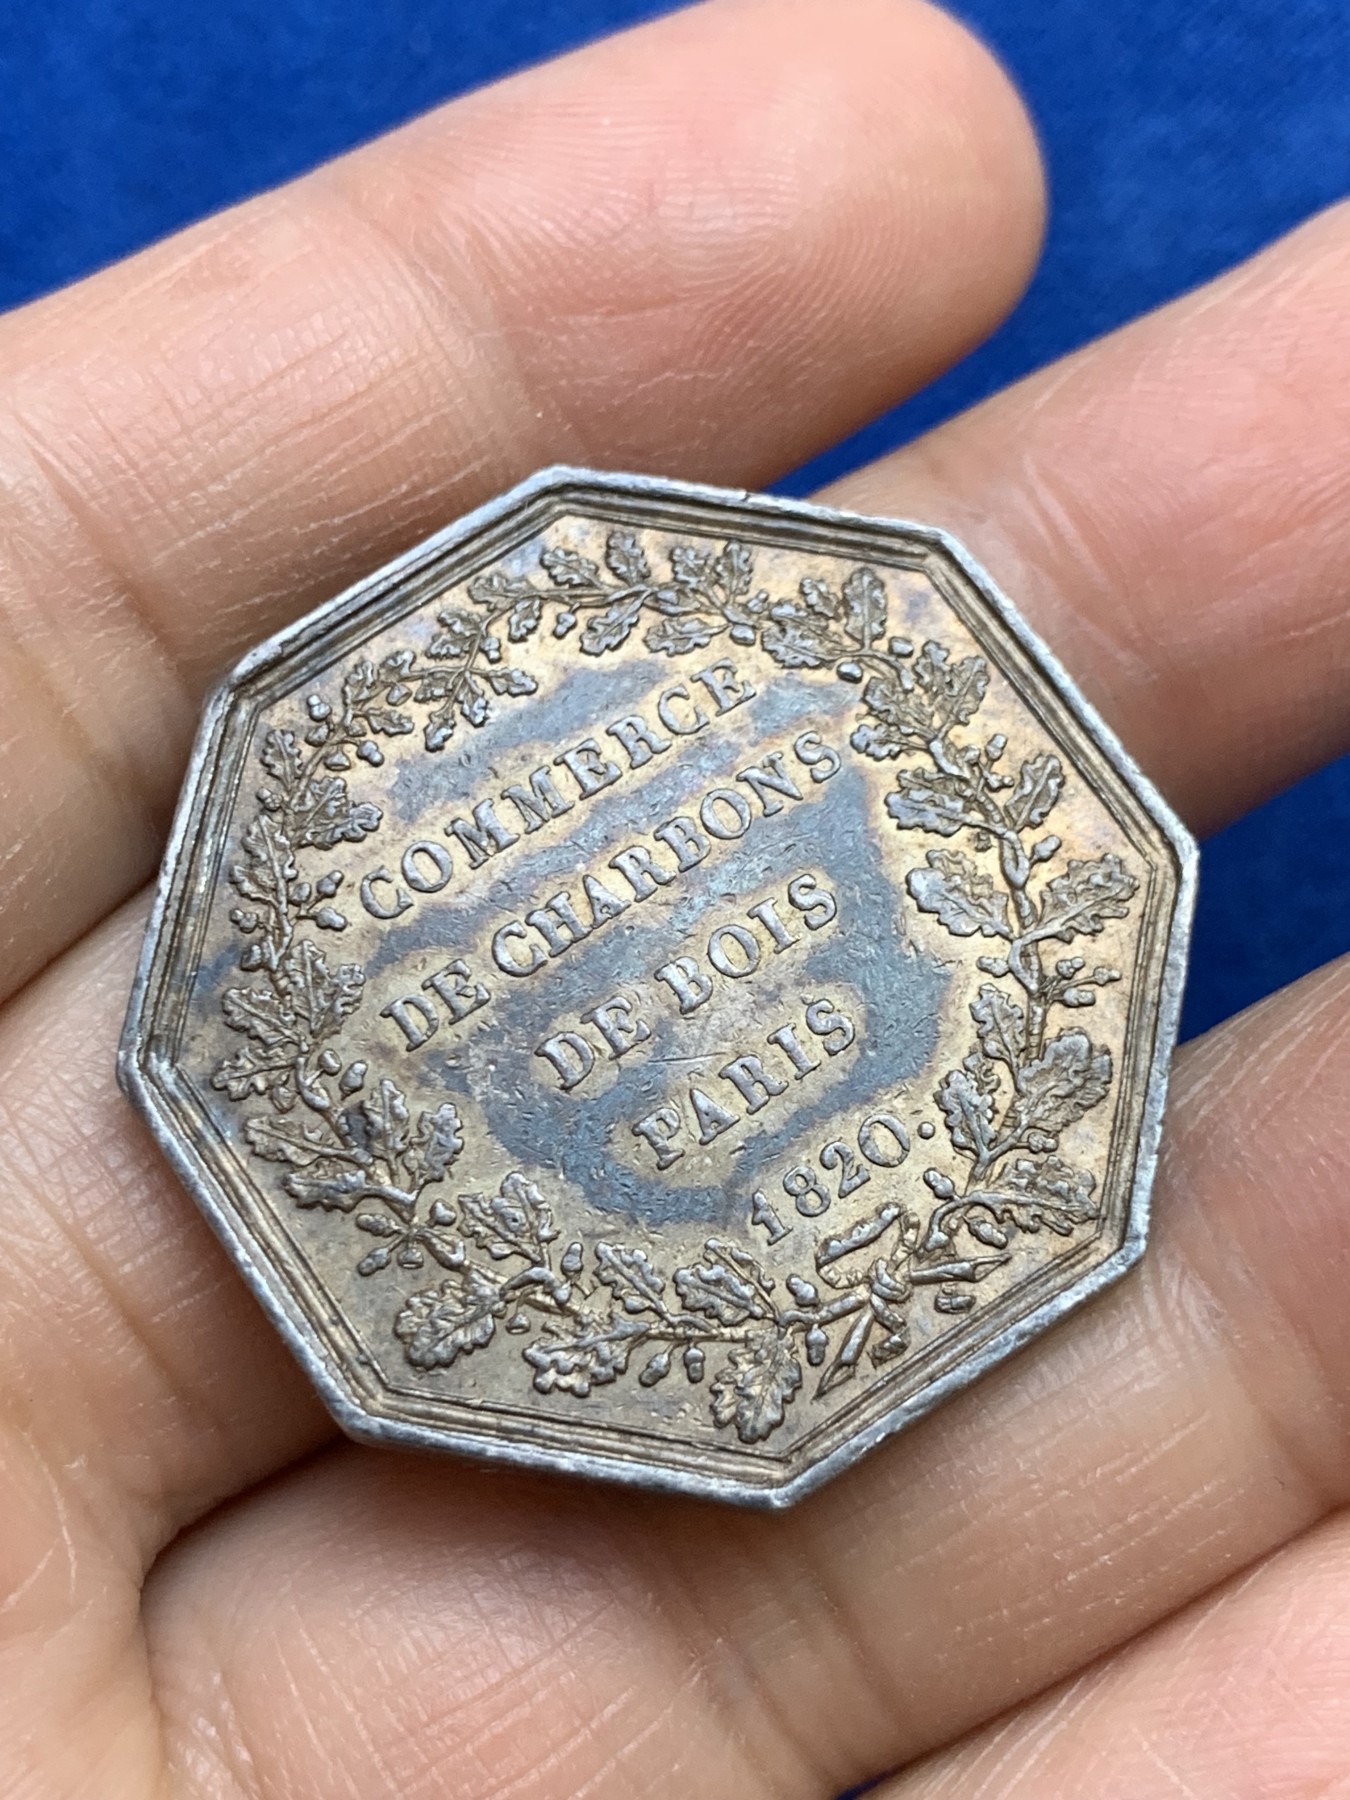 COMMERCE
DE CHARBONS
DE BOIS
PARIS
1820.